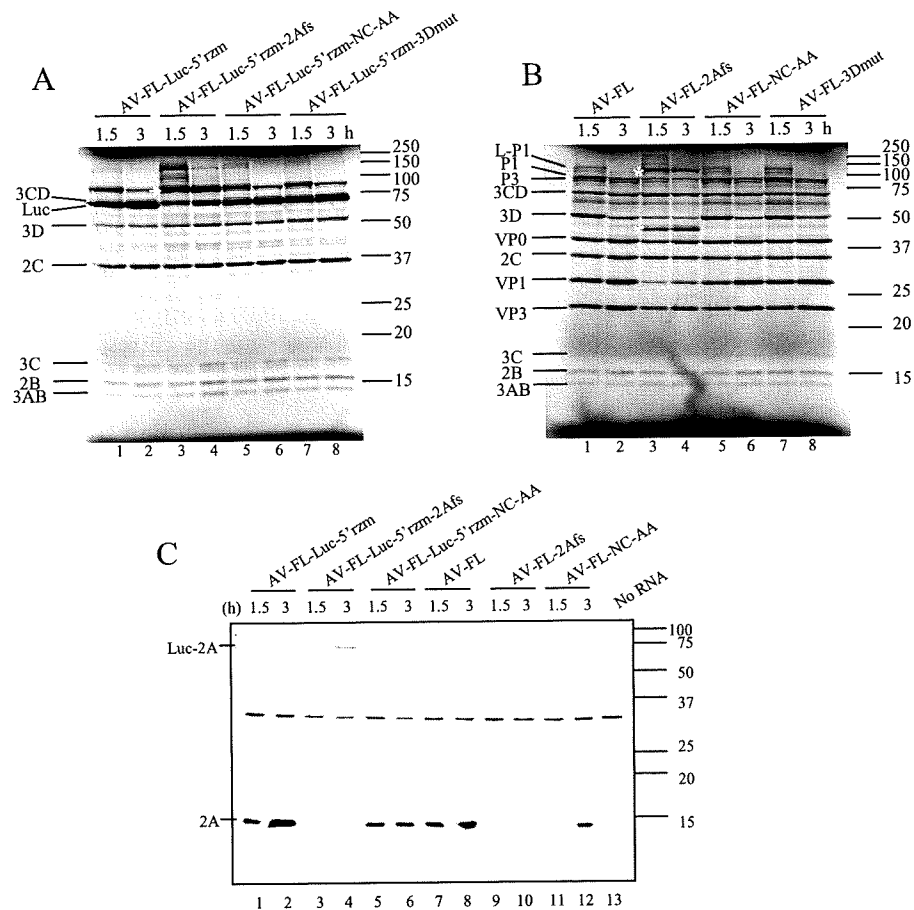 A
AV-FL-Luc-5'rzm
AV-FL-Luc-5'rzm-2Afs
AV-FL-Luc-5'rzm-NC-AA
AV-FL-Luc-5'rzm-3Dmut
1.5 3 1.5 3 1.5 3 1.5 3 h
250
150
100
75
50
37
25
20
15
3CD
Luc
3D
2C
3C
2B
3AB
1 2 3 4 5 6 7 8
B
AV-FL
AV-FL-2Afs
AV-FL-NC-AA
AV-FL-3Dmut
1.5 3 1.5 3 1.5 3 1.5 3 h
L-P1
P1
P3
3CD
3D
VP0
2C
VP1
VP3
3C
2B
3AB
250
150
100
75
50
37
25
20
15
1 2 3 4 5 6 7 8
C
AV-FL-Luc-5'rzm
AV-FL-Luc-5'rzm-2Afs
AV-FL-Luc-5'rzm-NC-AA
AV-FL
AV-FL-2Afs
AV-FL-NC-AA
No RNA
(h) 1.5 3 1.5 3 1.5 3 1.5 3 1.5 3 1.5 3
Luc-2A
2A
100
75
50
37
25
20
15
1 2 3 4 5 6 7 8 9 10 11 12 13